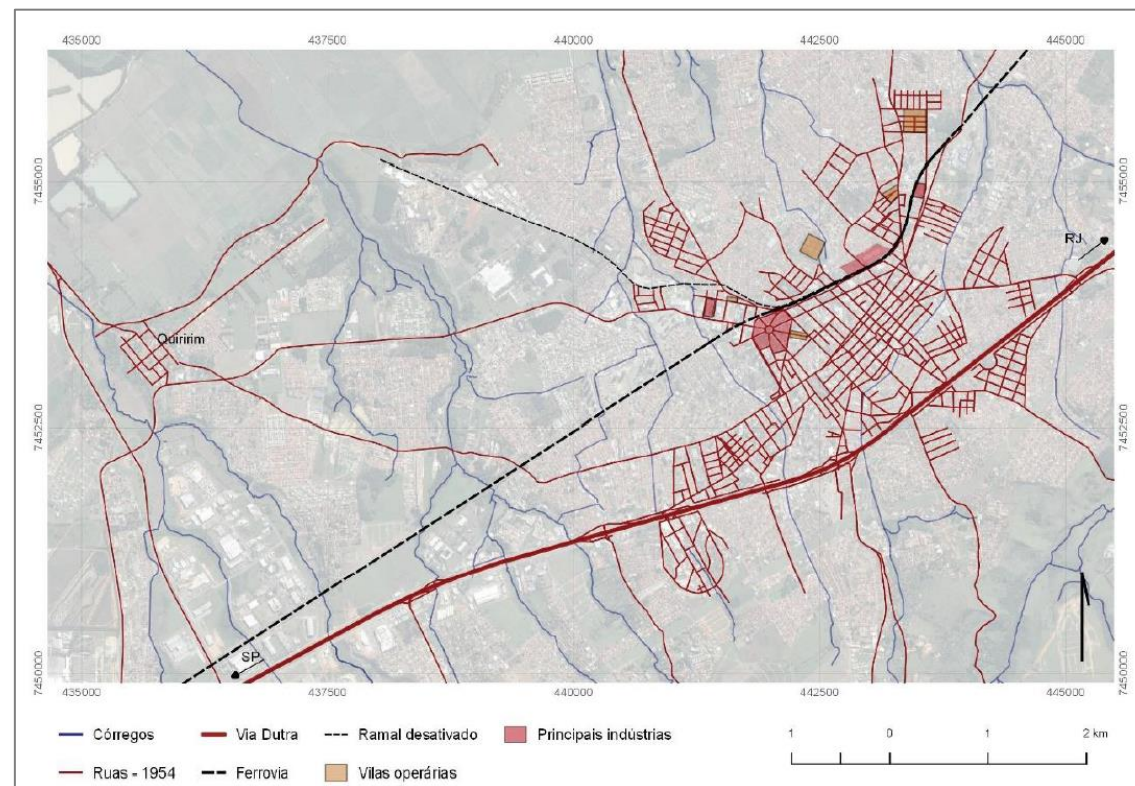 435000 437500 440000 442500 445000
7455000 7455000
RJ
Quiririm
7452500 7452500
SP
7450000 7450000
435000 437500 440000 442500 445000
Córregos Via Dutra Ramal desativado Principais indústrias
1 0 1 2 km
Ruas - 1954 Ferrovia Vilas operárias